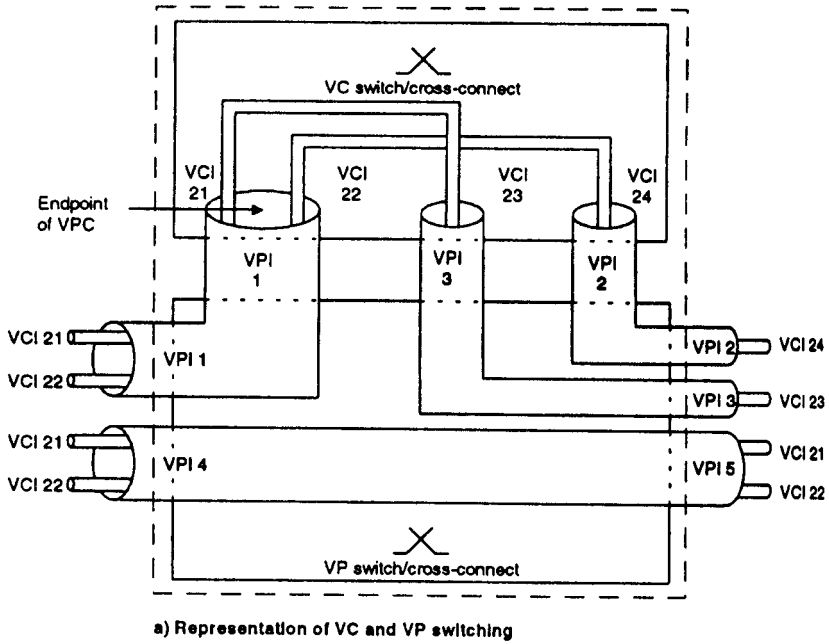 VC switch/cross-connect
VCI
21
VCI
22
VCI
23
VCI
24
Endpoint
of VPC
VPI
1
VPI
3
VPI
2
VCI 21
VCI 22
VPI 1
VPI 2
VCI 24
VPI 3
VCI 23
VCI 21
VCI 22
VPI 4
VPI 5
VCI 21
VCI 22
VP switch/cross-connect
a) Representation of VC and VP switching